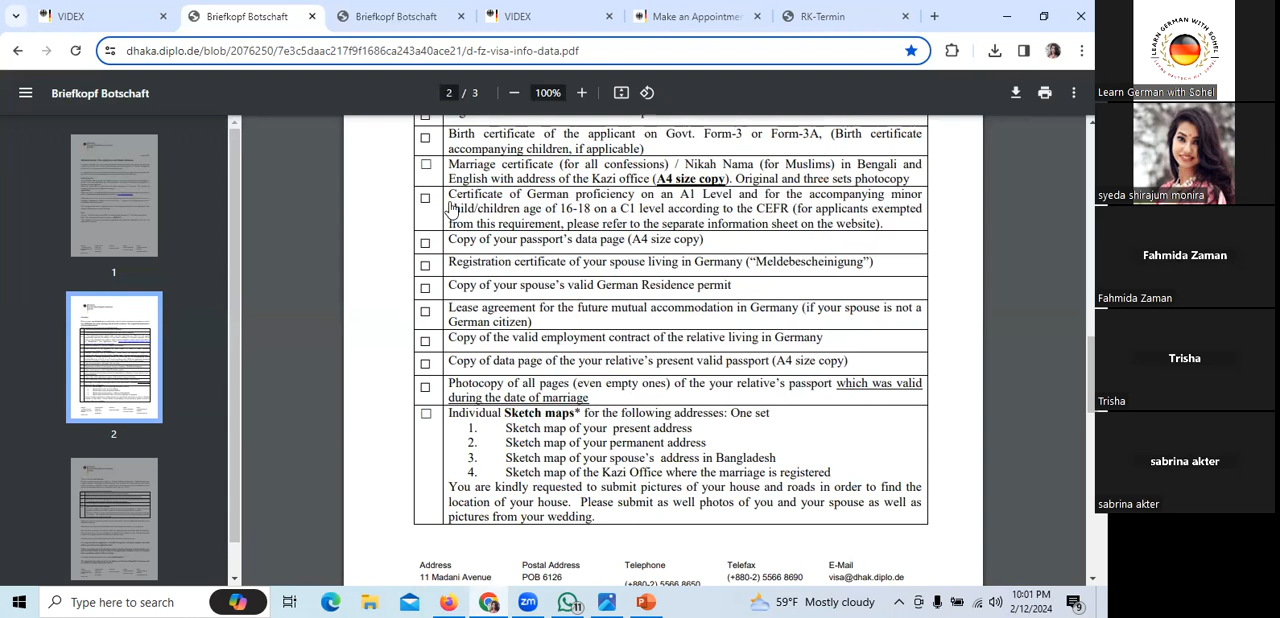 VIDEX
Briefkopf Botschaft
Briefkopf Botschaft
VIDEX
Make an Appointme
RK-Termin
dhaka.diplo.de/blob/2076250/7e3c5daac217f9f1686ca243a40ace21/d-fz-visa-info-data.pdf
Briefkopf Botschaft
2 / 3
100%
1
2
Birth certificate of the applicant on Govt. Form-3 or Form-3A, (Birth certificate
accompanying children, if applicable)
Marriage certificate (for all confessions) / Nikah Nama (for Muslims) in Bengali and
English with address of the Kazi office (A4 size copy). Original and three sets photocopy
Certificate of German proficiency on an A1 Level and for the accompanying minor
children age of 16-18 on a C1 level according to the CEFR (for applicants exempted
from this requirement, please refer to the separate information sheet on the website).
Copy of your passport's data page (A4 size copy)
Registration certificate of your spouse living in Germany ("Meldebescheinigung")
Copy of your spouse's valid German Residence permit
Lease agreement for the future mutual accommodation in Germany (if your spouse is not a
German citizen)
Copy of the valid employment contract of the relative living in Germany
Copy of data page of the your relative's present valid passport (A4 size copy)
Photocopy of all pages (even empty ones) of the your relative's passport which was valid
during the date of marriage
Individual Sketch maps* for the following addresses: One set
1. Sketch map of your present address
2. Sketch map of your permanent address
3. Sketch map of your spouse's address in Bangladesh
4. Sketch map of the Kazi Office where the marriage is registered
You are kindly requested to submit pictures of your house and roads in order to find the
location of your house. Please submit as well photos of you and your spouse as well as
pictures from your wedding.
Address Postal Address Telephone Telefax E-Mail
11 Madani Avenue POB 6126 (+880-2) 5566 8650 (+880-2) 5566 8690 visa@dhak.diplo.de
LEARN GERMAN WITH SOHEL
Learn German with Sohel
syeda shirajum monira
Fahmida Zaman
Fahmida Zaman
Trisha
Trisha
sabrina akter
sabrina akter
Type here to search
zm
11
59°F Mostly cloudy
10:01 PM
2/12/2024
9